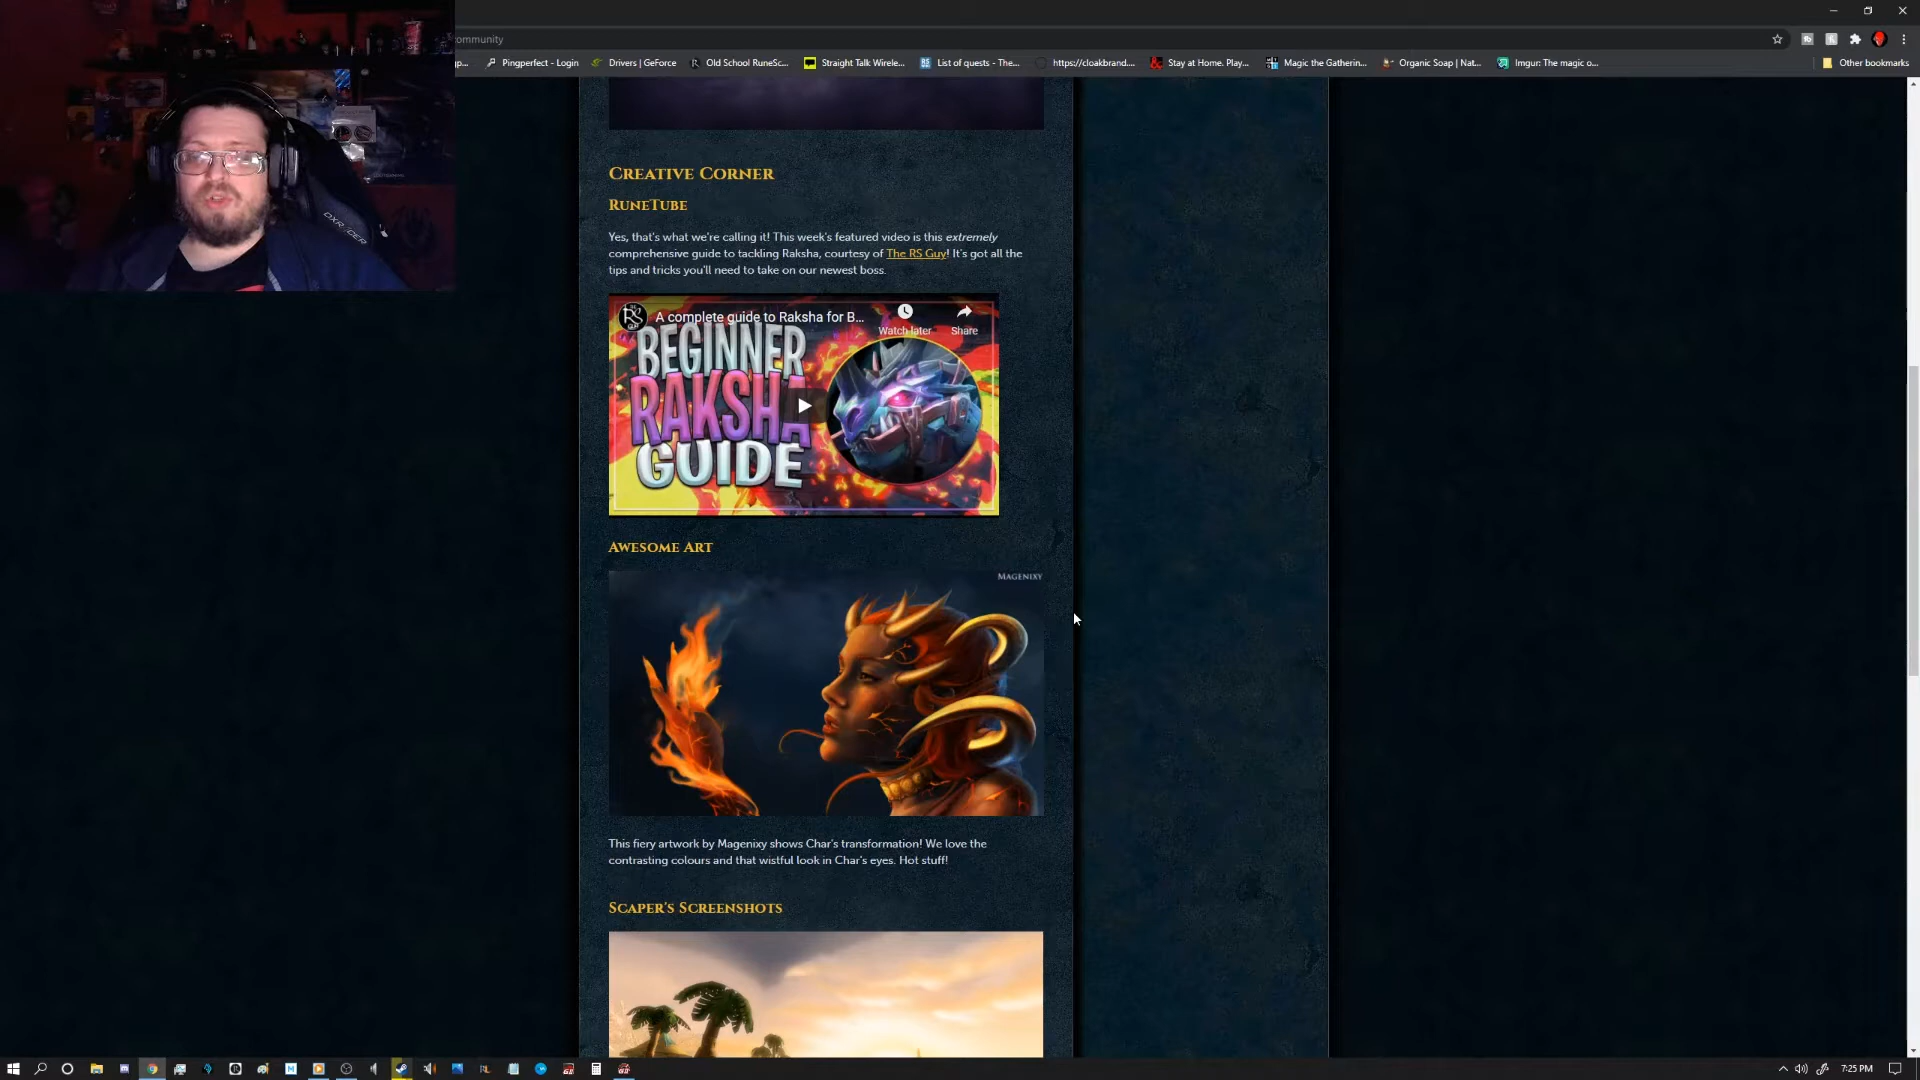 ommunity
p...
Pingperfect - Login
Drivers | GeForce
Old School RuneSc...
Straight Talk Wirele...
List of quests - The...
https://cloakbrand....
Stay at Home. Play...
Magic the Gatherin...
Organic Soap | Nat...
Imgur: The magic o...
Other bookmarks
DXRACER
Creative Corner
RuneTube
Yes, that's what we're calling it! This week's featured video is this extremely
comprehensive guide to tackling Raksha, courtesy of The RS Guy! It's got all the
tips and tricks you'll need to take on our newest boss.
RS
A complete guide to Raksha for B...
Watch later
Share
BEGINNER
RAKSHA
GUIDE
Awesome Art
Magenixy
This fiery artwork by Magenixy shows Char's transformation! We love the
contrasting colours and that wistful look in Char's eyes. Hot stuff!
Scaper's Screenshots
7:25 PM